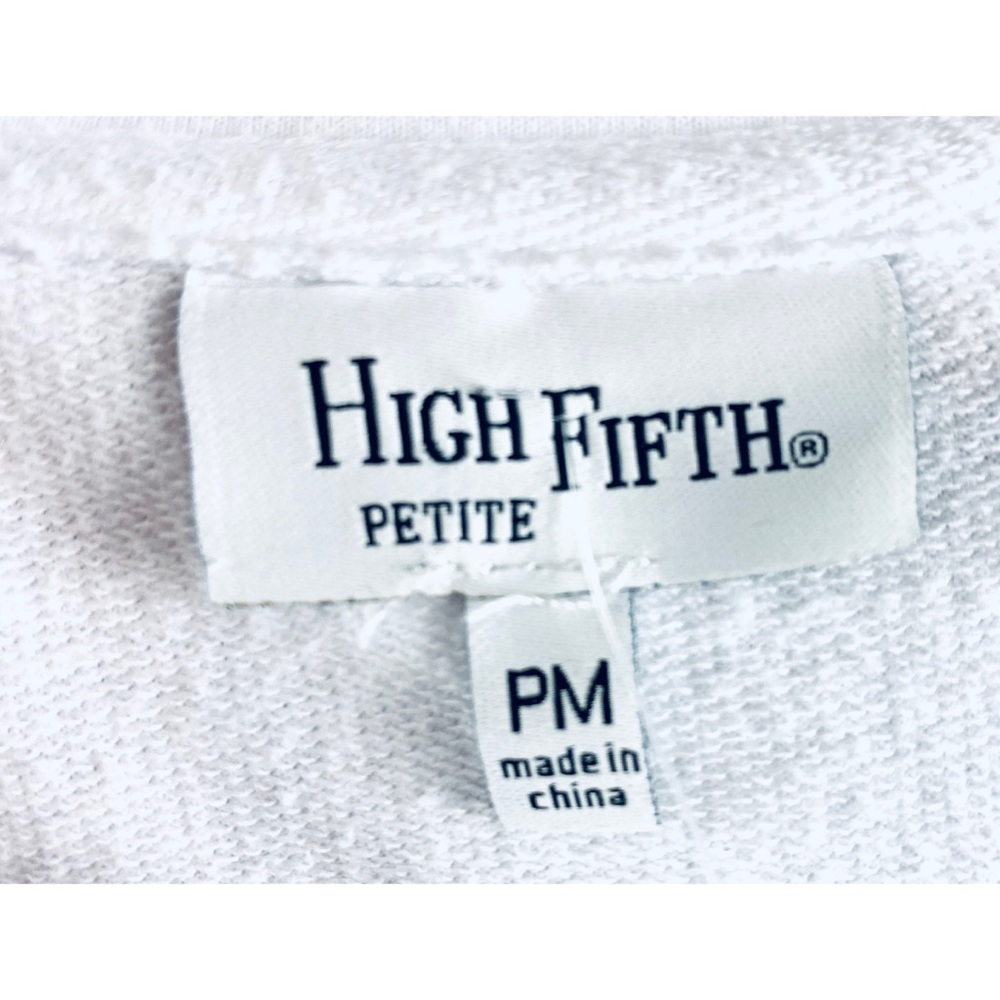 HIGH FIFTH®
PETITE
PM
made in
china